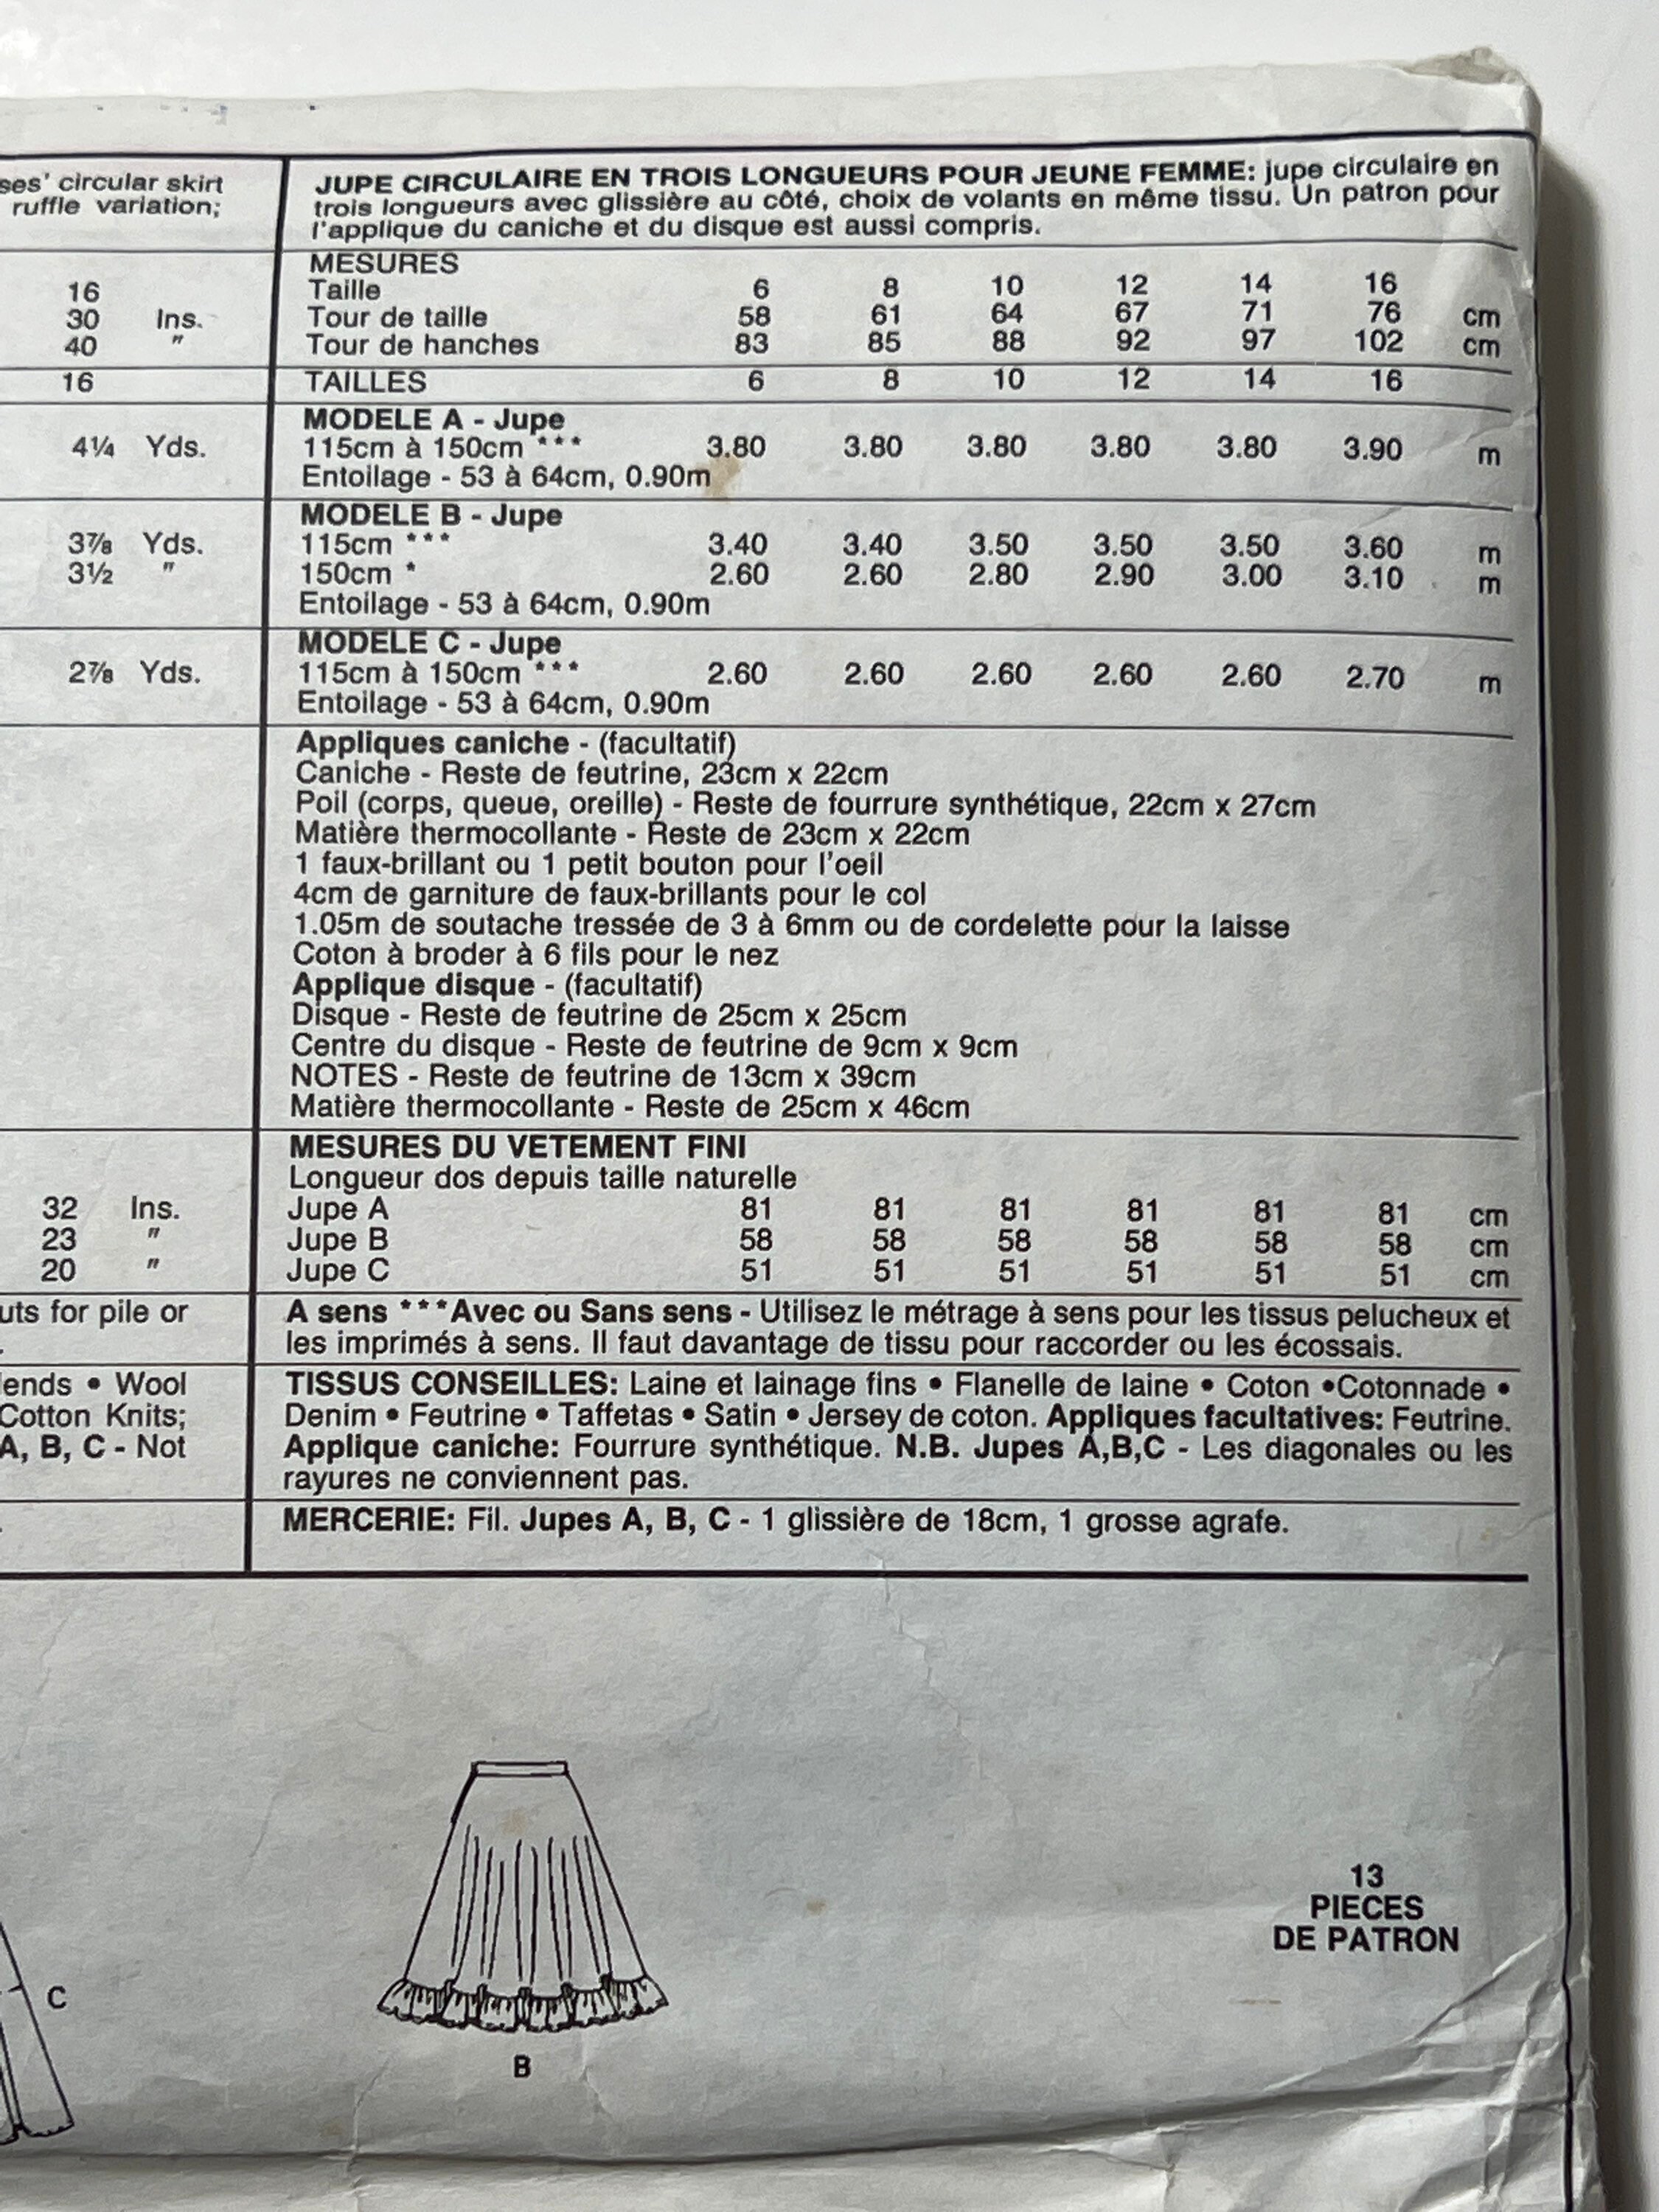 ses' circular skirt
ruffle variation;
16
30 Ins.
40 "
16
4¼ Yds.
3⅞ Yds.
3½ "
2⅞ Yds.
32 Ins.
23 "
20 "
uts for pile or
.
lends • Wool
Cotton Knits;
A, B, C - Not
.
JUPE CIRCULAIRE EN TROIS LONGUEURS POUR JEUNE FEMME: jupe circulaire en
trois longueurs avec glissière au côté, choix de volants en même tissu. Un patron pour
l'applique du caniche et du disque est aussi compris.
MESURES
Taille 6 8 10 12 14 16
Tour de taille 58 61 64 67 71 76 cm
Tour de hanches 83 85 88 92 97 102 cm
TAILLES 6 8 10 12 14 16
MODELE A - Jupe
115cm à 150cm *** 3.80 3.80 3.80 3.80 3.80 3.90 m
Entoilage - 53 à 64cm, 0.90m
MODELE B - Jupe
115cm *** 3.40 3.40 3.50 3.50 3.50 3.60 m
150cm * 2.60 2.60 2.80 2.90 3.00 3.10 m
Entoilage - 53 à 64cm, 0.90m
MODELE C - Jupe
115cm à 150cm *** 2.60 2.60 2.60 2.60 2.60 2.70 m
Entoilage - 53 à 64cm, 0.90m
Appliques caniche - (facultatif)
Caniche - Reste de feutrine, 23cm x 22cm
Poil (corps, queue, oreille) - Reste de fourrure synthétique, 22cm x 27cm
Matière thermocollante - Reste de 23cm x 22cm
1 faux-brillant ou 1 petit bouton pour l'oeil
4cm de garniture de faux-brillants pour le col
1.05m de soutache tressée de 3 à 6mm ou de cordelette pour la laisse
Coton à broder à 6 fils pour le nez
Applique disque - (facultatif)
Disque - Reste de feutrine de 25cm x 25cm
Centre du disque - Reste de feutrine de 9cm x 9cm
NOTES - Reste de feutrine de 13cm x 39cm
Matière thermocollante - Reste de 25cm x 46cm
MESURES DU VETEMENT FINI
Longueur dos depuis taille naturelle
Jupe A 81 81 81 81 81 81 cm
Jupe B 58 58 58 58 58 58 cm
Jupe C 51 51 51 51 51 51 cm
A sens ***Avec ou Sans sens - Utilisez le métrage à sens pour les tissus pelucheux et
les imprimés à sens. Il faut davantage de tissu pour raccorder ou les écossais.
TISSUS CONSEILLES: Laine et lainage fins • Flanelle de laine • Coton •Cotonnade •
Denim • Feutrine • Taffetas • Satin • Jersey de coton. Appliques facultatives: Feutrine.
Applique caniche: Fourrure synthétique. N.B. Jupes A,B,C - Les diagonales ou les
rayures ne conviennent pas.
MERCERIE: Fil. Jupes A, B, C - 1 glissière de 18cm, 1 grosse agrafe.
C
B
13
PIECES
DE PATRON